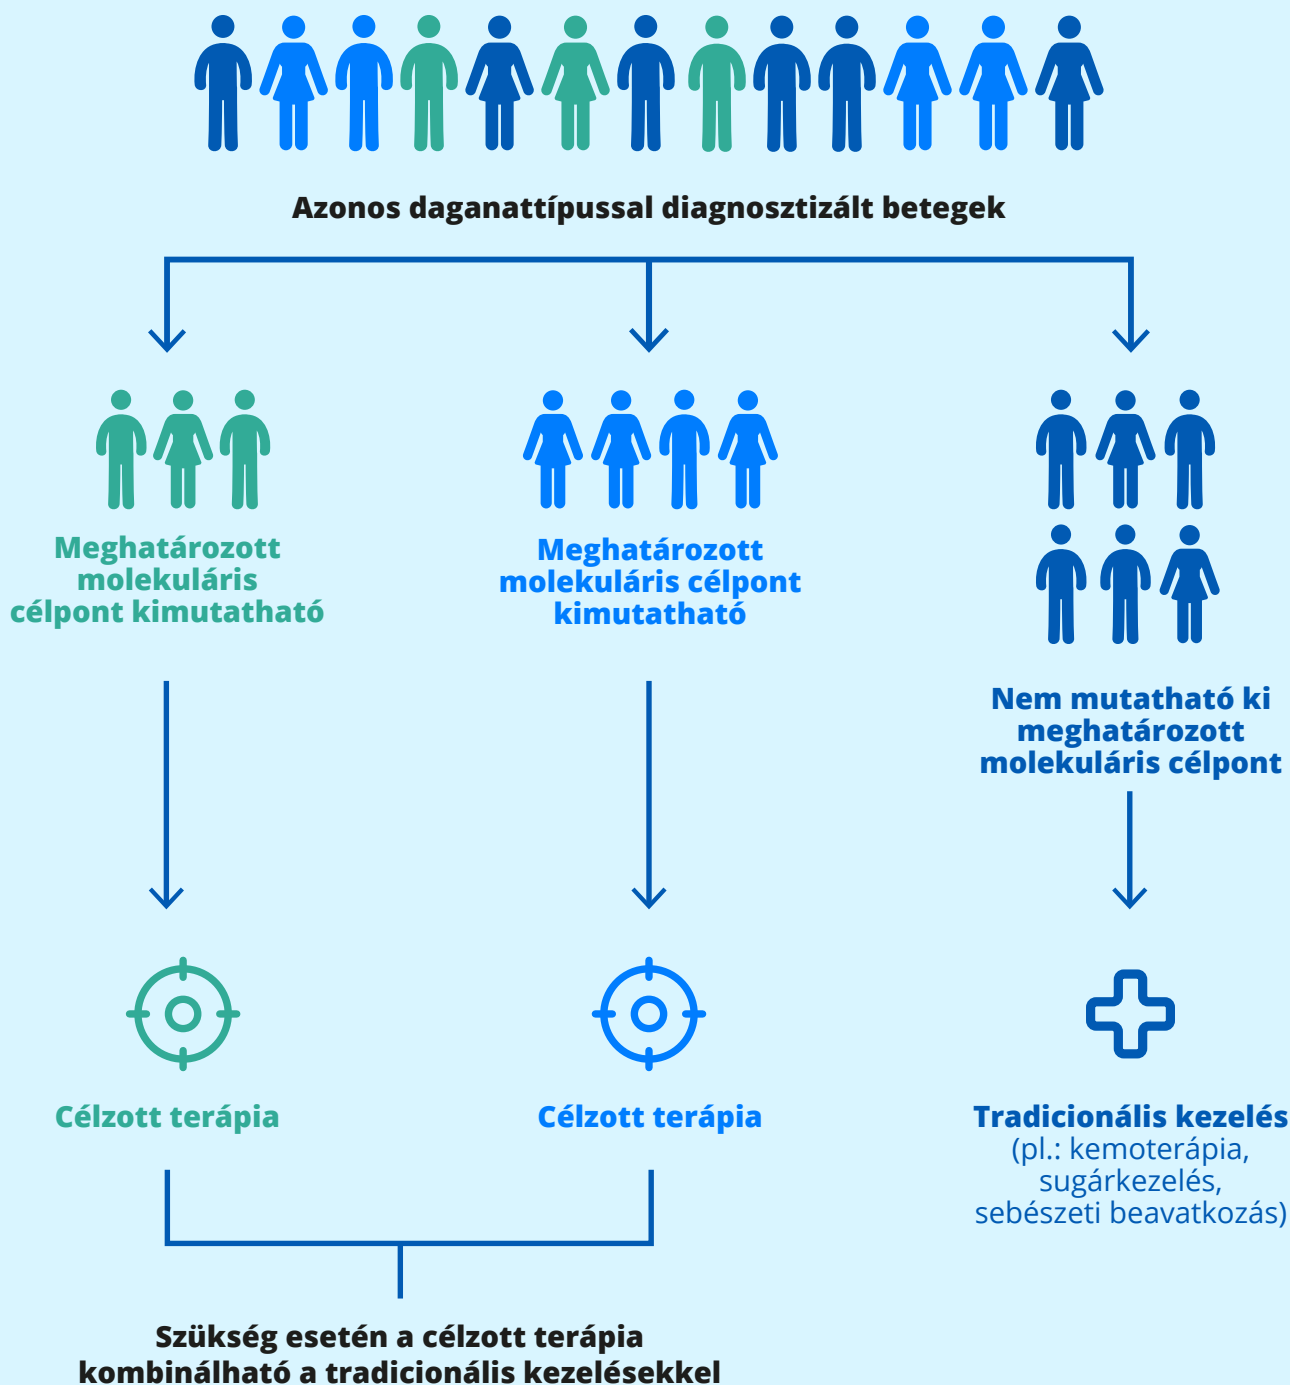 Azonos daganattípussal diagnosztizált betegek
Meghatározott
molekuláris
célpont kimutatható
Meghatározott
molekuláris célpont
kimutatható
Nem mutatható ki
meghatározott
molekuláris célpont
Célzott terápia
Célzott terápia
Tradicionális kezelés
(pl.: kemoterápia,
sugárkezelés,
sebészeti beavatkozás)
Szükség esetén a célzott terápia
kombinálható a tradicionális kezelésekkel